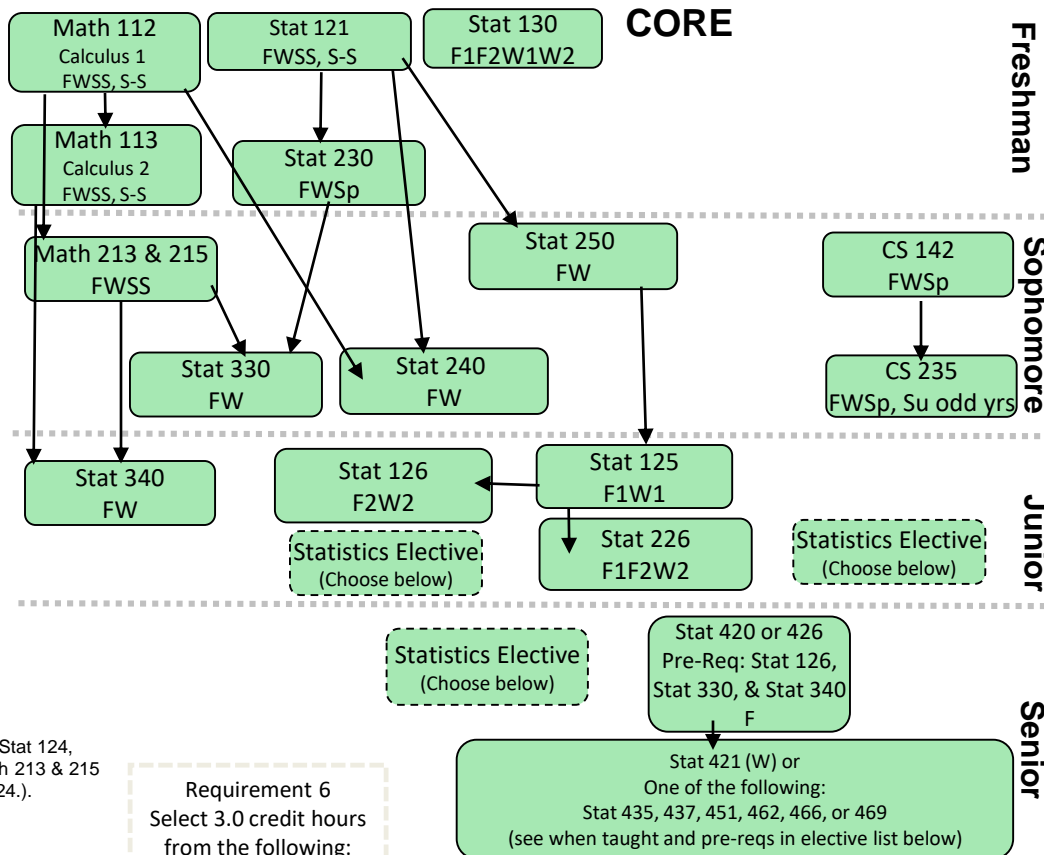 CORE
Freshman
Math 112
Calculus 1
FWSS, S-S
Stat 121
FWSS, S-S
Stat 130
F1F2W1W2
Math 113
Calculus 2
FWSS, S-S
Stat 230
FWSp
Sophomore
Math 213 & 215
FWSS
Stat 250
FW
CS 142
FWSp
Stat 330
FW
Stat 240
FW
CS 235
FWSp, Su odd yrs
Junior
Stat 340
FW
Stat 126
F2W2
Stat 125
F1W1
Statistics Elective
(Choose below)
Stat 226
F1F2W2
Statistics Elective
(Choose below)
Senior
Statistics Elective
(Choose below)
Stat 420 or 426
Pre-Req: Stat 126,
Stat 330, & Stat 340
F
Stat 421 (W) or
One of the following:
Stat 435, 437, 451, 462, 466, or 469
(see when taught and pre-reqs in elective list below)
Stat 124,
h 213 & 215
24.).
Requirement 6
Select 3.0 credit hours
from the following: